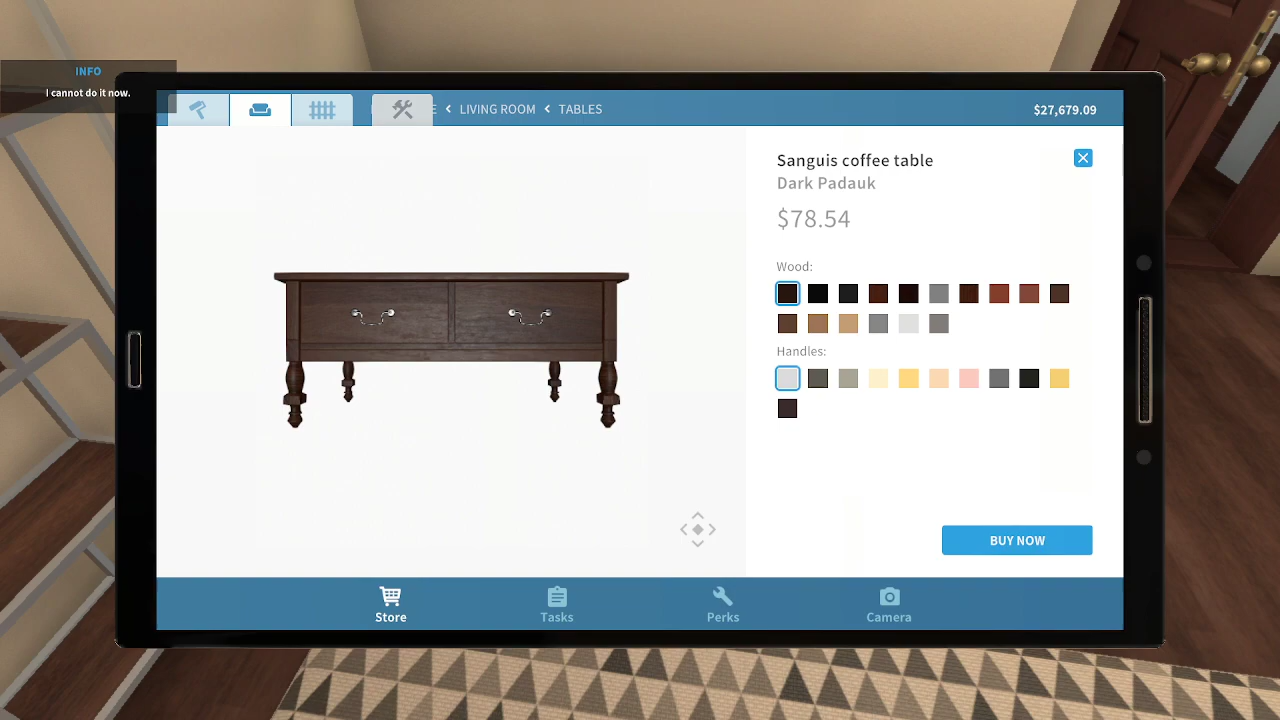 INFO
I cannot do it now.
E < LIVING ROOM < TABLES
$27,679.09
Sanguis coffee table
Dark Padauk
$78.54
Wood:
Handles:
BUY NOW
Store
Tasks
Perks
Camera